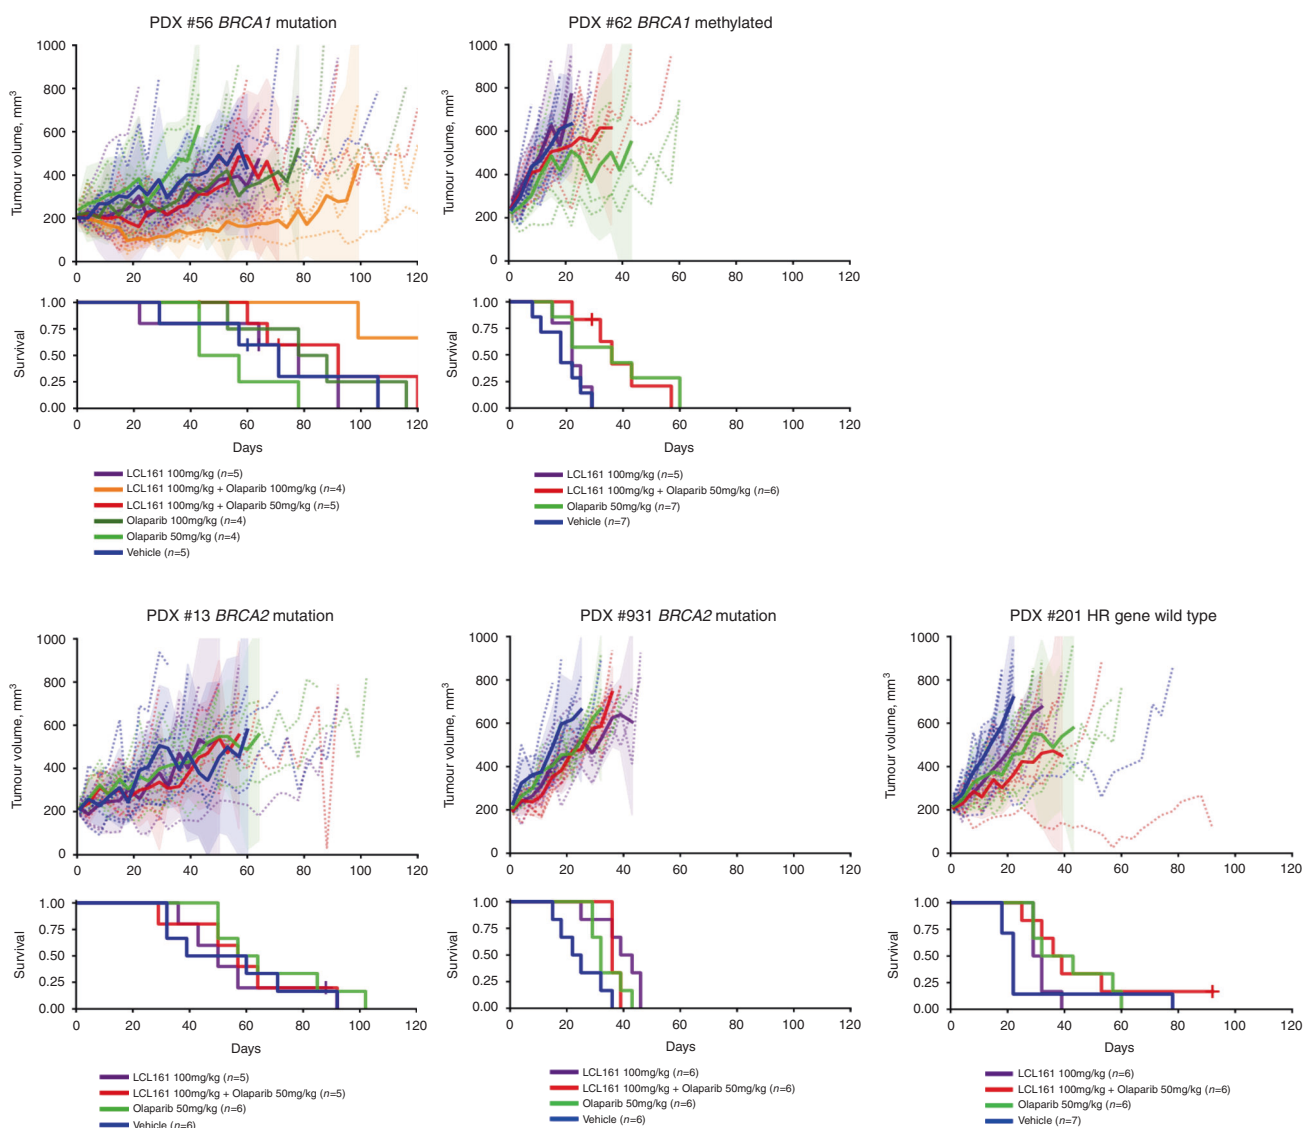 PDX #56 BRCA1 mutation
PDX #62 BRCA1 methylated
Tumour volume, mm³
1000
800
600
400
200
0
0 20 40 60 80 100 120
Tumour volume, mm³
1000
800
600
400
200
0
0 20 40 60 80 100 120
Survival
1.00
0.75
0.50
0.25
0.00
0 20 40 60 80 100 120
Days
Survival
1.00
0.75
0.50
0.25
0.00
0 20 40 60 80 100 120
Days
LCL161 100mg/kg (n=5)
LCL161 100mg/kg + Olaparib 100mg/kg (n=4)
LCL161 100mg/kg + Olaparib 50mg/kg (n=5)
Olaparib 100mg/kg (n=4)
Olaparib 50mg/kg (n=4)
Vehicle (n=5)
LCL161 100mg/kg (n=5)
LCL161 100mg/kg + Olaparib 50mg/kg (n=6)
Olaparib 50mg/kg (n=7)
Vehicle (n=7)
PDX #13 BRCA2 mutation
PDX #931 BRCA2 mutation
PDX #201 HR gene wild type
Tumour volume, mm³
1000
800
600
400
200
0
0 20 40 60 80 100 120
Tumour volume, mm³
1000
800
600
400
200
0
0 20 40 60 80 100 120
Tumour volume, mm³
1000
800
600
400
200
0
0 20 40 60 80 100 120
Survival
1.00
0.75
0.50
0.25
0.00
0 20 40 60 80 100 120
Days
Survival
1.00
0.75
0.50
0.25
0.00
0 20 40 60 80 100 120
Days
Survival
1.00
0.75
0.50
0.25
0.00
0 20 40 60 80 100 120
Days
LCL161 100mg/kg (n=5)
LCL161 100mg/kg + Olaparib 50mg/kg (n=5)
Olaparib 50mg/kg (n=6)
Vehicle (n=6)
LCL161 100mg/kg (n=6)
LCL161 100mg/kg + Olaparib 50mg/kg (n=6)
Olaparib 50mg/kg (n=6)
Vehicle (n=6)
LCL161 100mg/kg (n=6)
LCL161 100mg/kg + Olaparib 50mg/kg (n=6)
Olaparib 50mg/kg (n=6)
Vehicle (n=7)